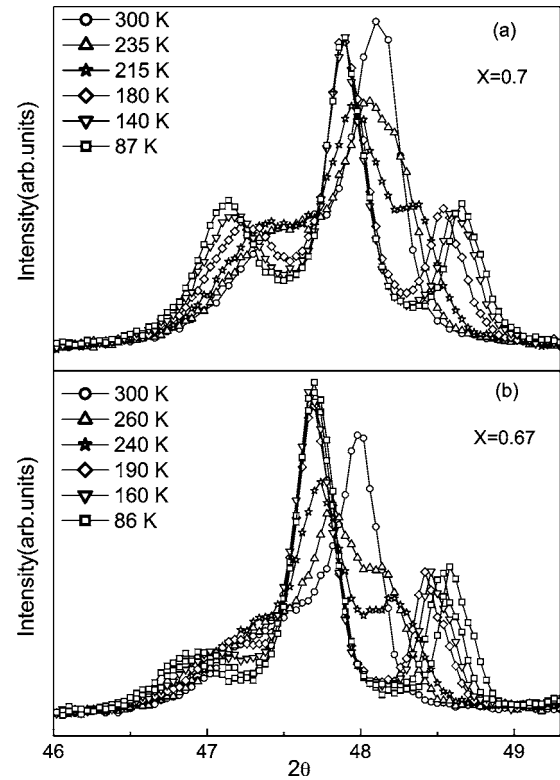 (a)
X=0.7
300 K
235 K
215 K
180 K
140 K
87 K
Intensity(arb.units)
(b)
X=0.67
300 K
260 K
240 K
190 K
160 K
86 K
Intensity(arb.units)
46 47 48 49
2θ